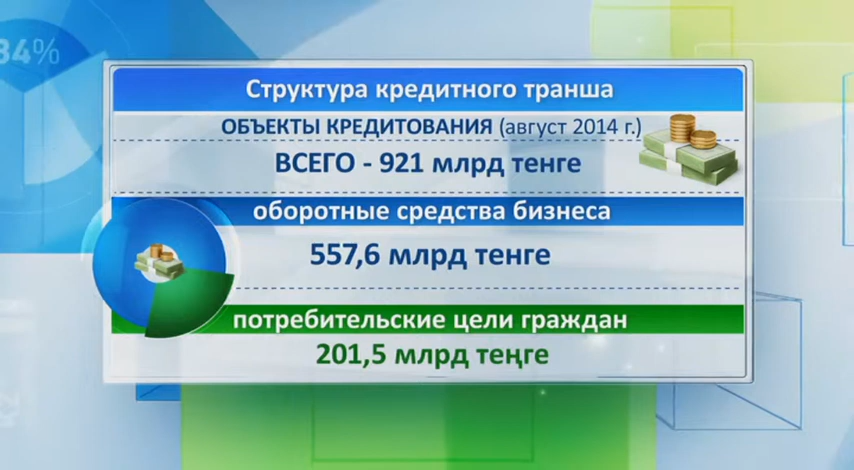 84%
Структура кредитного транша
ОБЪЕКТЫ КРЕДИТОВАНИЯ (август 2014 г.)
ВСЕГО - 921 млрд тенге
оборотные средства бизнеса
557,6 млрд тенге
потребительские цели граждан
201,5 млрд теңге